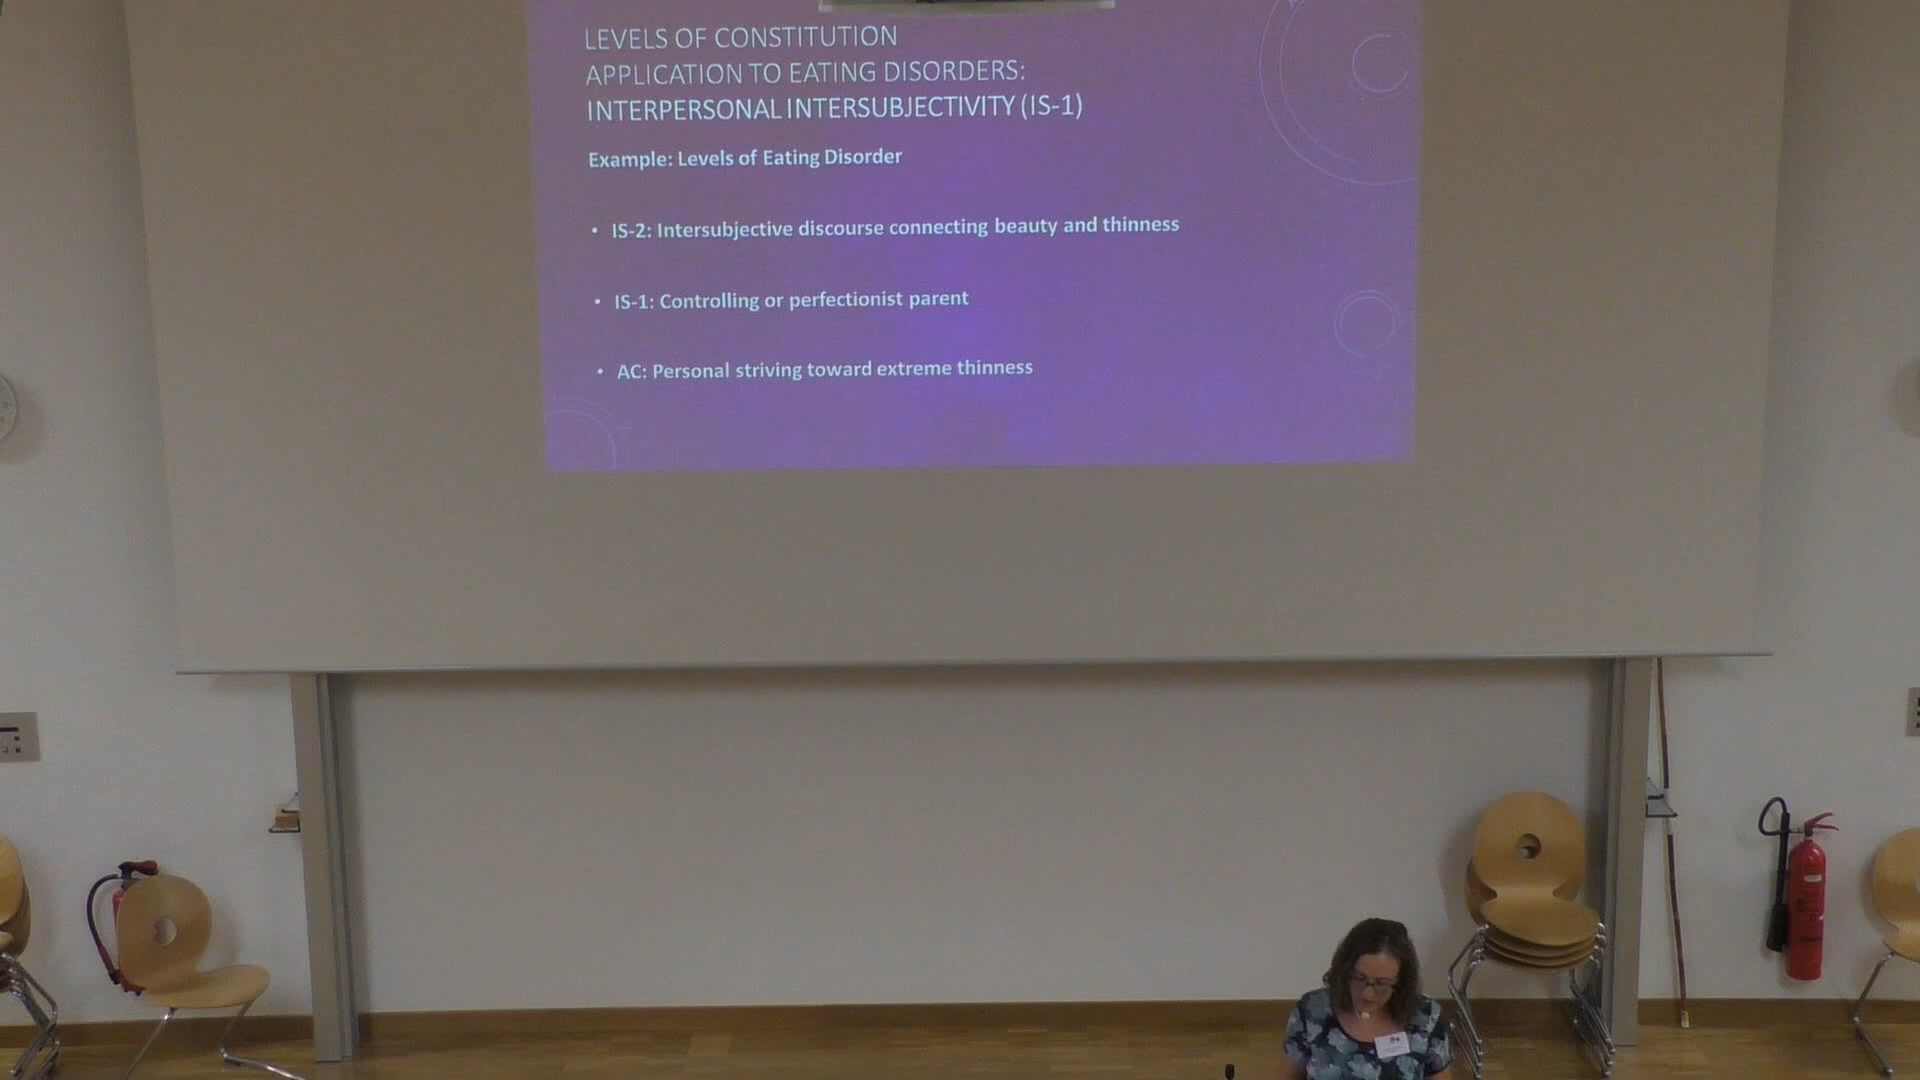 LEVELS OF CONSTITUTION
APPLICATION TO EATING DISORDERS:
INTERPERSONAL INTERSUBJECTIVITY (IS-1)
Example: Levels of Eating Disorder
• IS-2: Intersubjective discourse connecting beauty and thinness
• IS-1: Controlling or perfectionist parent
• AC: Personal striving toward extreme thinness